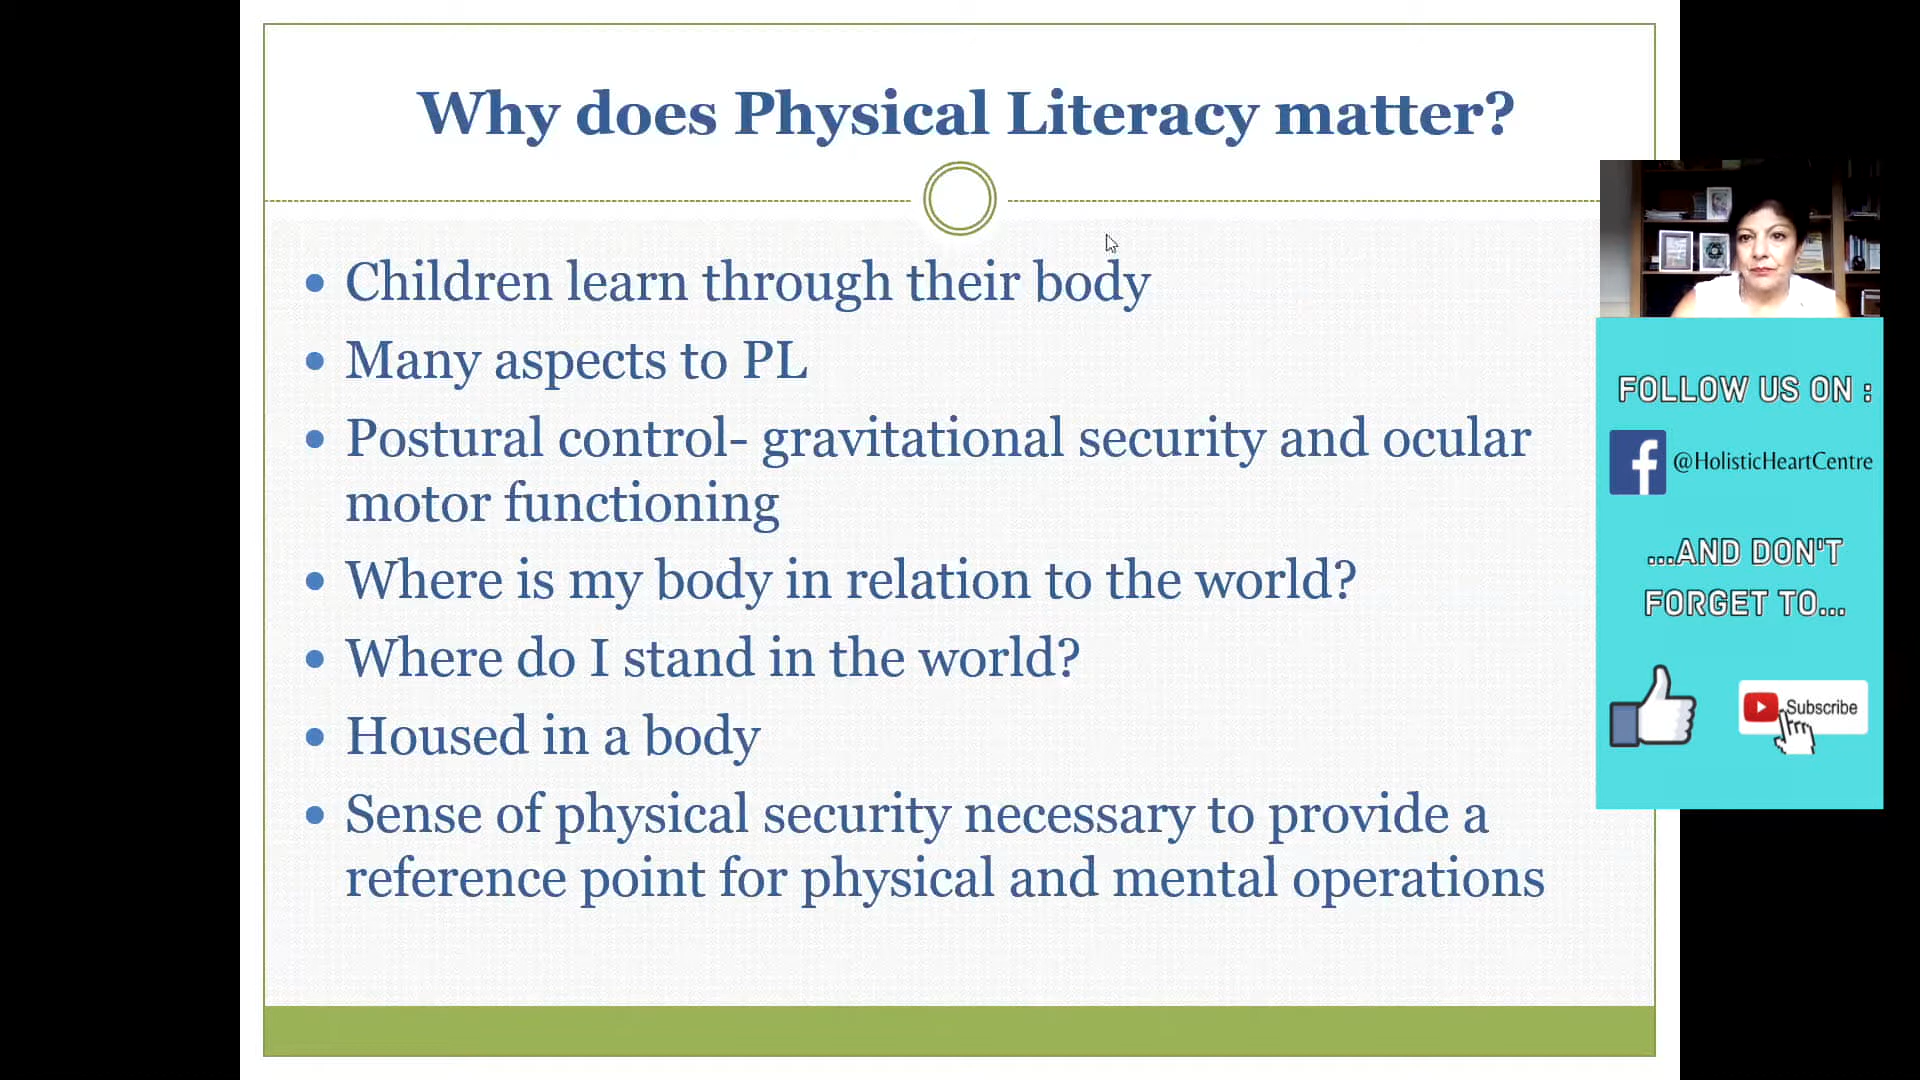 Why does Physical Literacy matter?
• Children learn through their body
• Many aspects to PL
• Postural control- gravitational security and ocular
motor functioning
• Where is my body in relation to the world?
• Where do I stand in the world?
• Housed in a body
• Sense of physical security necessary to provide a
reference point for physical and mental operations
FOLLOW US ON :
@HolisticHeartCentre
...AND DON'T
FORGET TO...
Subscribe